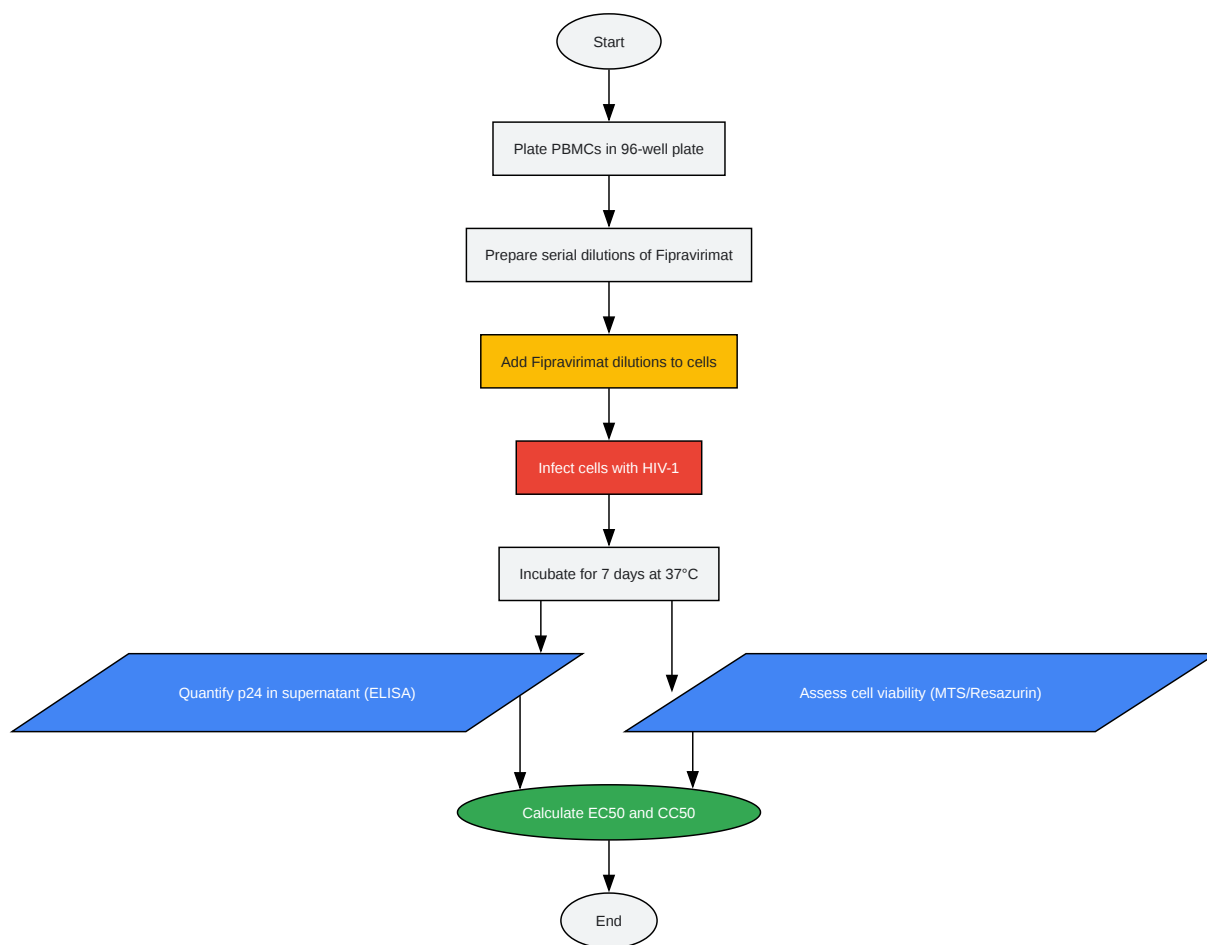 Start
Plate PBMCs in 96-well plate
Prepare serial dilutions of Fipravirimat
Add Fipravirimat dilutions to cells
Infect cells with HIV-1
Incubate for 7 days at 37°C
Quantify p24 in supernatant (ELISA)
Assess cell viability (MTS/Resazurin)
Calculate EC50 and CC50
End